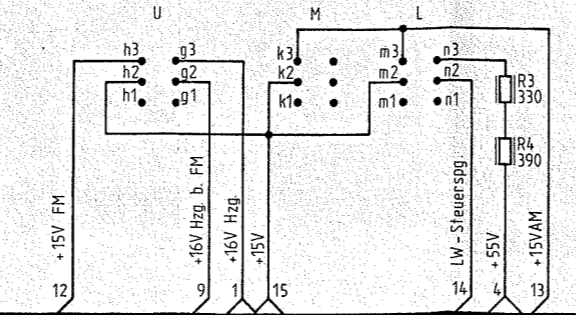 U M L
h3 g3 k3 m3 n3
h2 g2 k2 m2 n2
h1 g1 k1 m1 n1
R3
330
R4
390
+15V FM
+16V Hzg. b. FM
+16V Hzg.
+15V
LW-Steuerspg.
+55V
+15VAM
12 9 1 15 14 4 13